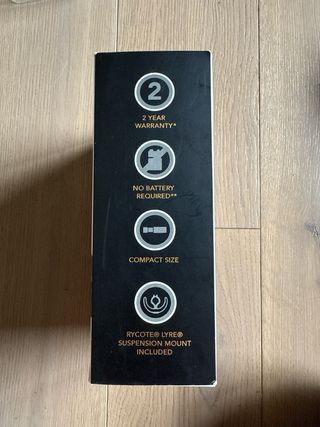 2
2 YEAR
WARRANTY*
NO BATTERY
REQUIRED**
COMPACT SIZE
RYCOTE® LYRE®
SUSPENSION MOUNT
INCLUDED